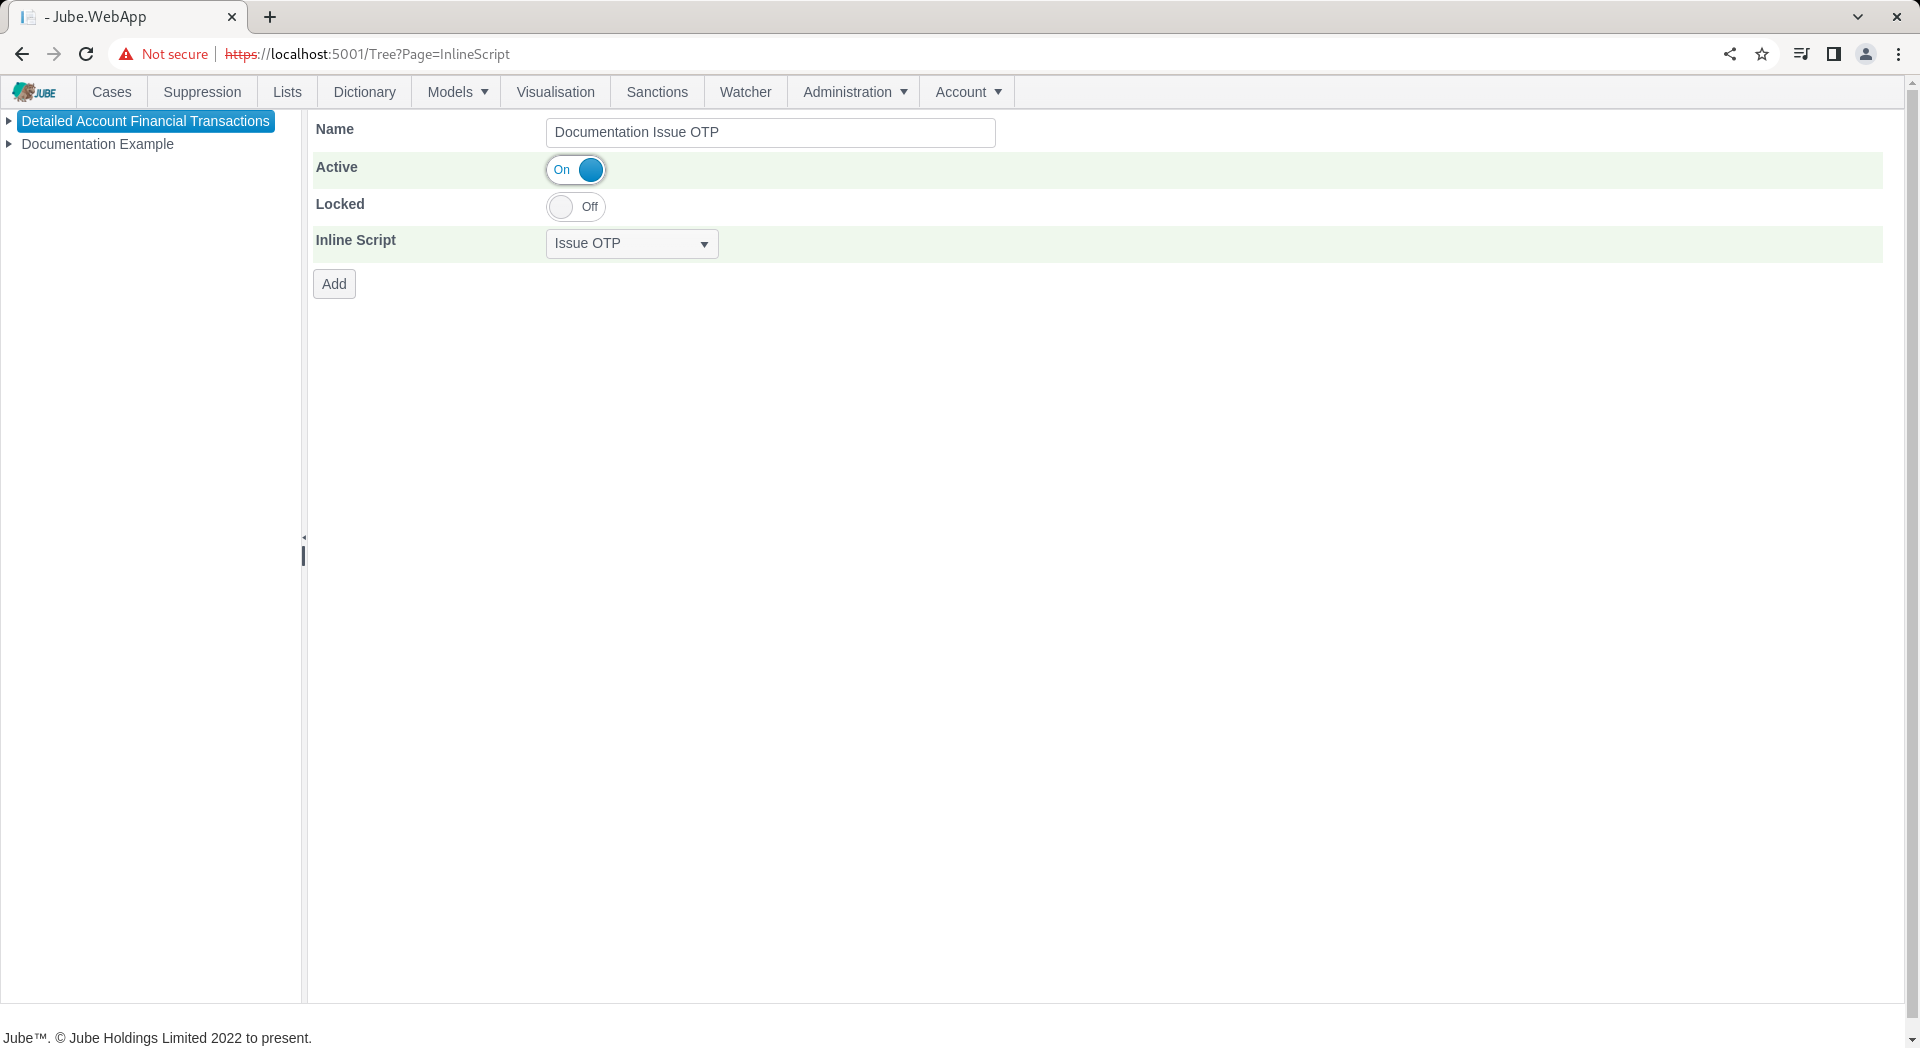 - Jube.WebApp
Not secure https://localhost:5001/Tree?Page=InlineScript
JUBE Cases Suppression Lists Dictionary Models Visualisation Sanctions Watcher Administration Account
Detailed Account Financial Transactions
Documentation Example
Name Documentation Issue OTP
Active On
Locked Off
Inline Script Issue OTP
Add
Jube™. © Jube Holdings Limited 2022 to present.